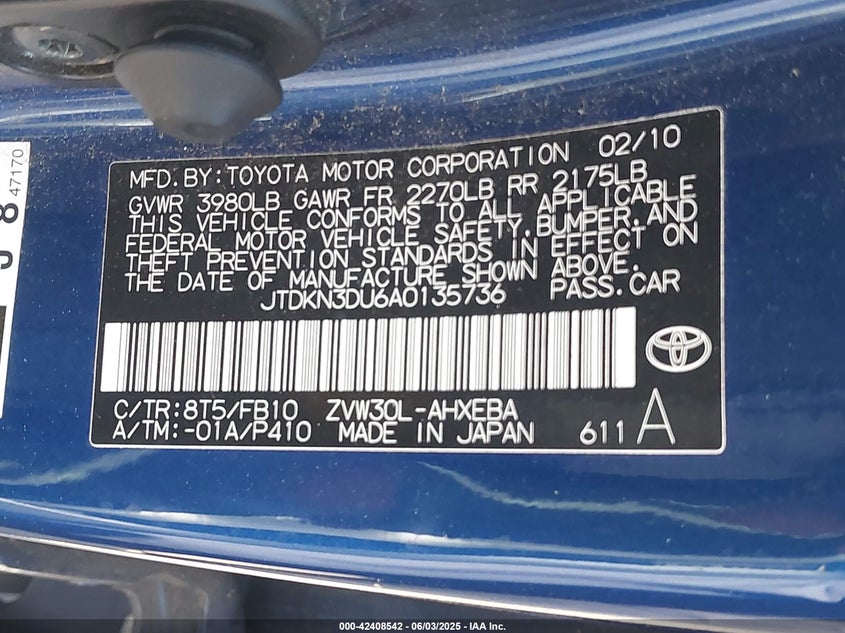 MFD.BY:TOYOTA MOTOR CORPORATION 02/10
GVWR 3980LB GAWR FR 2270LB RR 2175LB
THIS VEHICLE CONFORMS TO ALL APPLICABLE
FEDERAL MOTOR VEHICLE SAFETY,BUMPER,AND
THEFT PREVENTION STANDARDS IN EFFECT ON
THE DATE OF MANUFACTURE SHOWN ABOVE.
JTDKN3DU6A0135736 PASS.CAR
C/TR:8T5/FB10 ZVW30L-AHXEBA
A/TM:-01A/P410 MADE IN JAPAN 611 A
8 47170
000-42408542 - 06/03/2025 - IAA Inc.